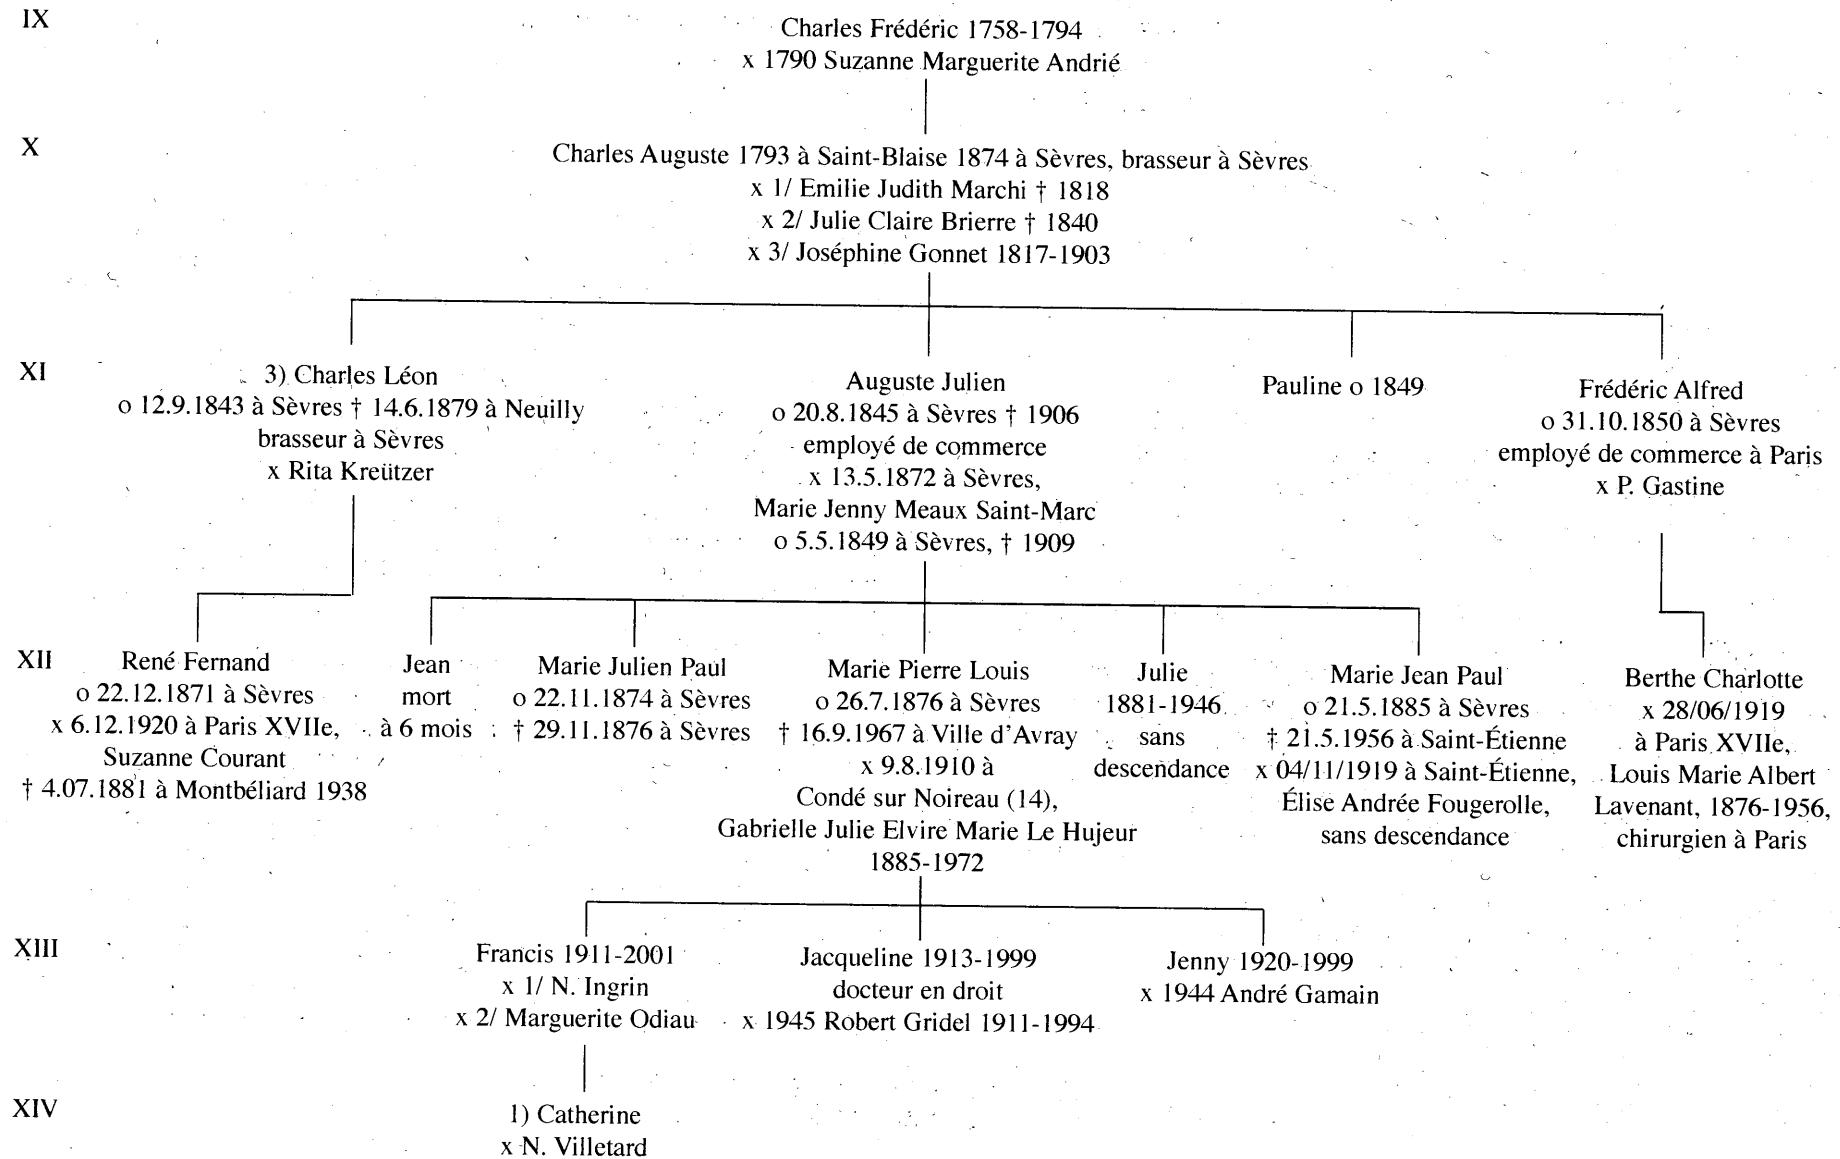 IX
Charles Frédéric 1758-1794
x 1790 Suzanne Marguerite Andrié
X
Charles Auguste 1793 à Saint-Blaise 1874 à Sèvres, brasseur à Sèvres
x 1/ Emilie Judith Marchi † 1818
x 2/ Julie Claire Brierre † 1840
x 3/ Joséphine Gonnet 1817-1903
XI
3) Charles Léon
o 12.9.1843 à Sèvres † 14.6.1879 à Neuilly
brasseur à Sèvres
x Rita Kreützer
Auguste Julien
o 20.8.1845 à Sèvres † 1906
employé de commerce
x 13.5.1872 à Sèvres,
Marie Jenny Meaux Saint-Marc
o 5.5.1849 à Sèvres, † 1909
Pauline o 1849
Frédéric Alfred
o 31.10.1850 à Sèvres
employé de commerce à Paris
x P. Gastine
XII
René Fernand
o 22.12.1871 à Sèvres
x 6.12.1920 à Paris XVIIe,
Suzanne Courant
† 4.07.1881 à Montbéliard 1938
Jean
mort
à 6 mois
Marie Julien Paul
o 22.11.1874 à Sèvres
† 29.11.1876 à Sèvres
Marie Pierre Louis
o 26.7.1876 à Sèvres
† 16.9.1967 à Ville d'Avray
x 9.8.1910 à
Condé sur Noireau (14),
Gabrielle Julie Elvire Marie Le Hujeur
1885-1972
Julie
1881-1946
sans
descendance
Marie Jean Paul
o 21.5.1885 à Sèvres
† 21.5.1956 à Saint-Étienne
x 04/11/1919 à Saint-Étienne,
Élise Andrée Fougerolle,
sans descendance
Berthe Charlotte
x 28/06/1919
à Paris XVIIe,
Louis Marie Albert
Lavenant, 1876-1956,
chirurgien à Paris
XIII
Francis 1911-2001
x 1/ N. Ingrin
x 2/ Marguerite Odiau
Jacqueline 1913-1999
docteur en droit
x 1945 Robert Gridel 1911-1994
Jenny 1920-1999
x 1944 André Gamain
XIV
1) Catherine
x N. Villetard